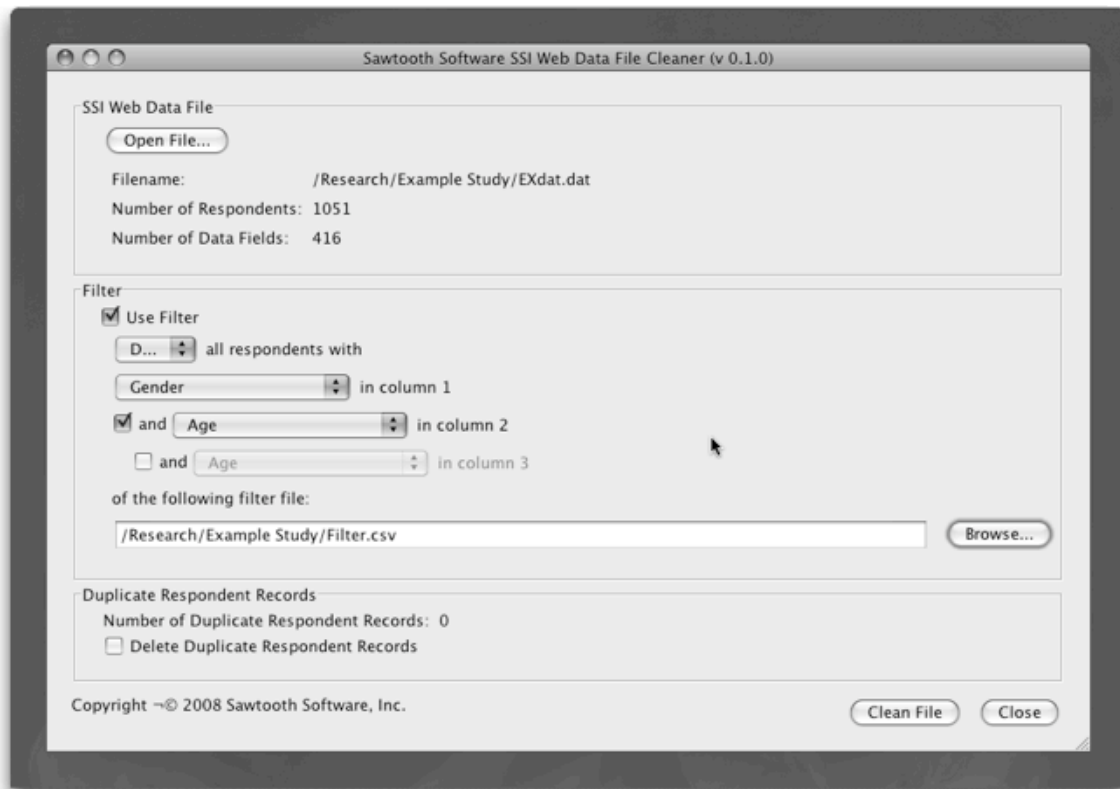 Sawtooth Software SSI Web Data File Cleaner (v 0.1.0)
SSI Web Data File
Open File...
Filename: /Research/Example Study/EXdat.dat
Number of Respondents: 1051
Number of Data Fields: 416
Filter
Use Filter
D... all respondents with
Gender in column 1
and Age in column 2
and Age in column 3
of the following filter file:
/Research/Example Study/Filter.csv Browse...
Duplicate Respondent Records
Number of Duplicate Respondent Records: 0
Delete Duplicate Respondent Records
Copyright ¬© 2008 Sawtooth Software, Inc.
Clean File Close